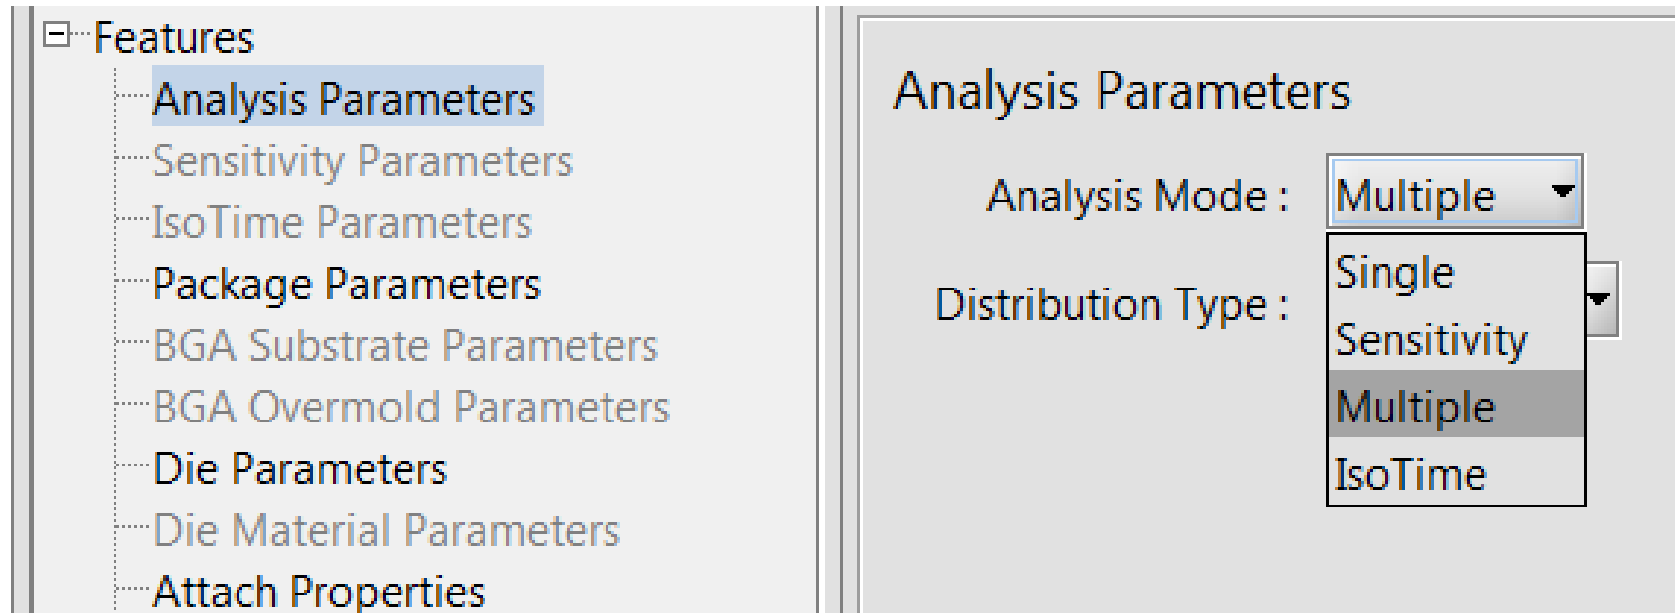 Features
Analysis Parameters
Sensitivity Parameters
IsoTime Parameters
Package Parameters
BGA Substrate Parameters
BGA Overmold Parameters
Die Parameters
Die Material Parameters
Attach Properties
Analysis Parameters
Analysis Mode : Multiple
Single
Sensitivity
Multiple
IsoTime
Distribution Type :